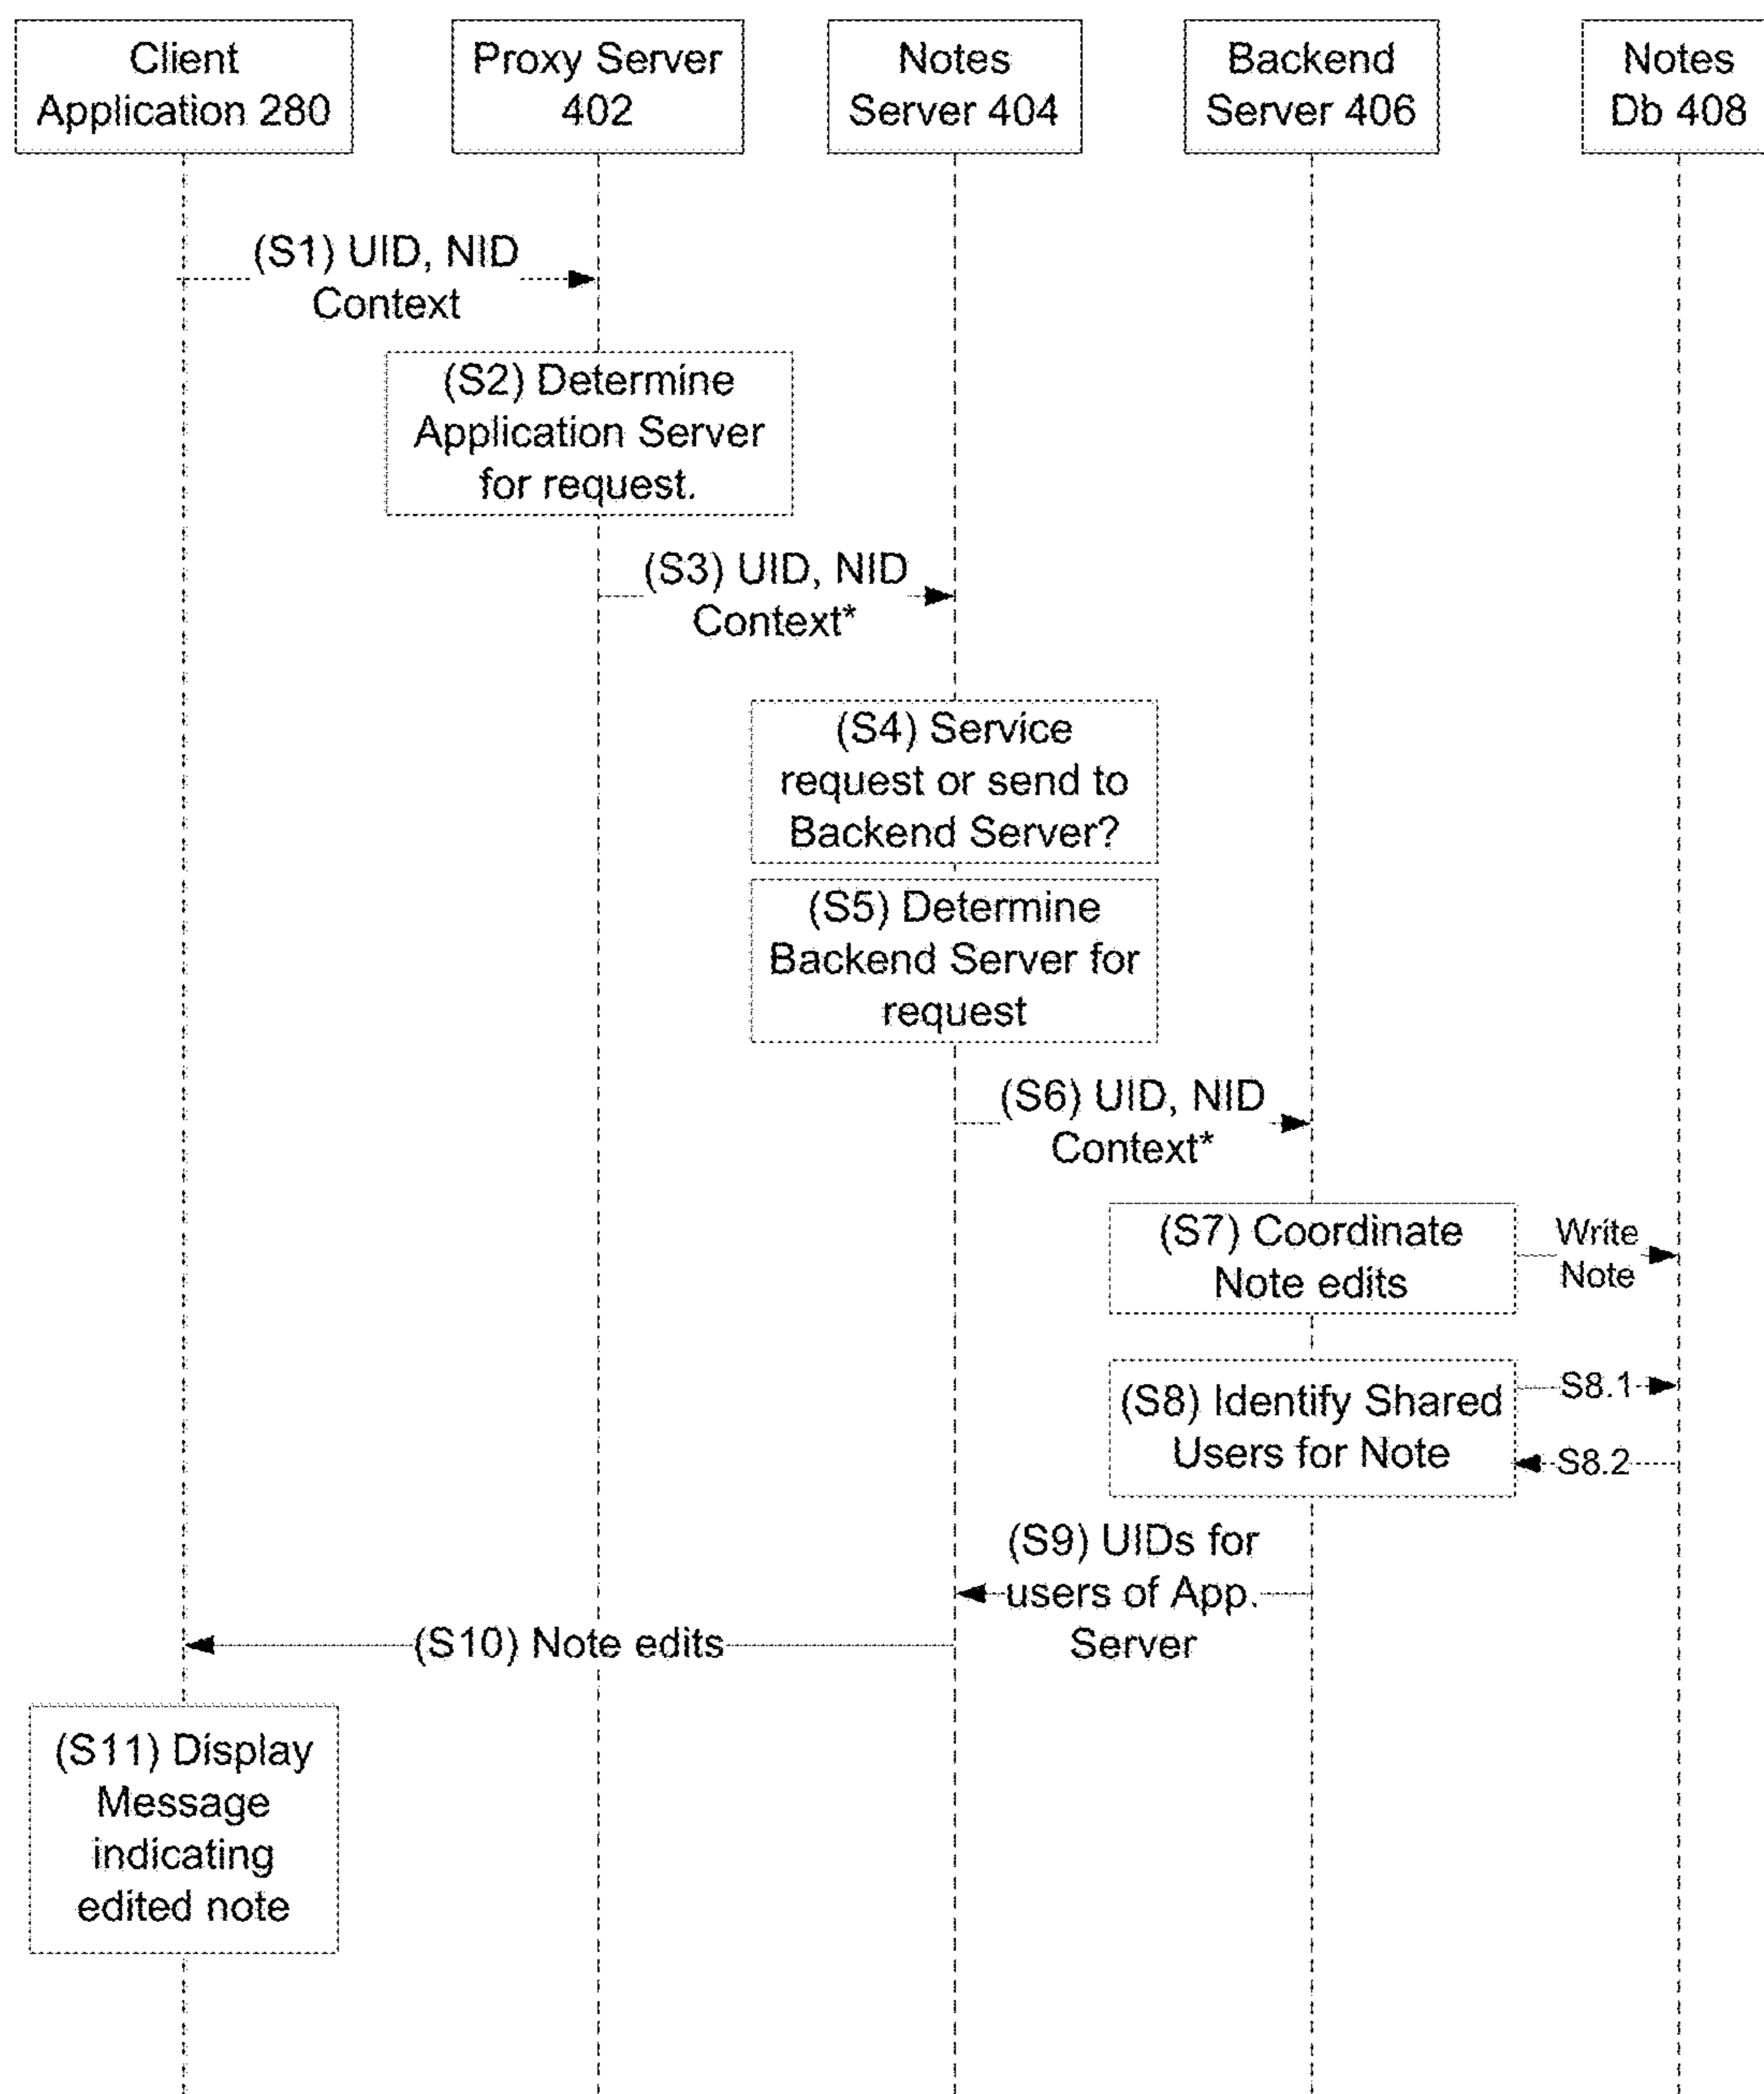 Client
Application 280
Proxy Server
402
Notes
Server 404
Backend
Server 406
Notes
Db 408
(S1) UID, NID
Context
(S2) Determine
Application Server
for request.
(S3) UID, NID
Context*
(S4) Service
request or send to
Backend Server?
(S5) Determine
Backend Server for
request
(S6) UID, NID
Context*
(S7) Coordinate
Note edits
Write
Note
(S8) Identify Shared
Users for Note
S8.1
S8.2
(S9) UIDs for
users of App.
Server
(S10) Note edits
(S11) Display
Message
indicating
edited note